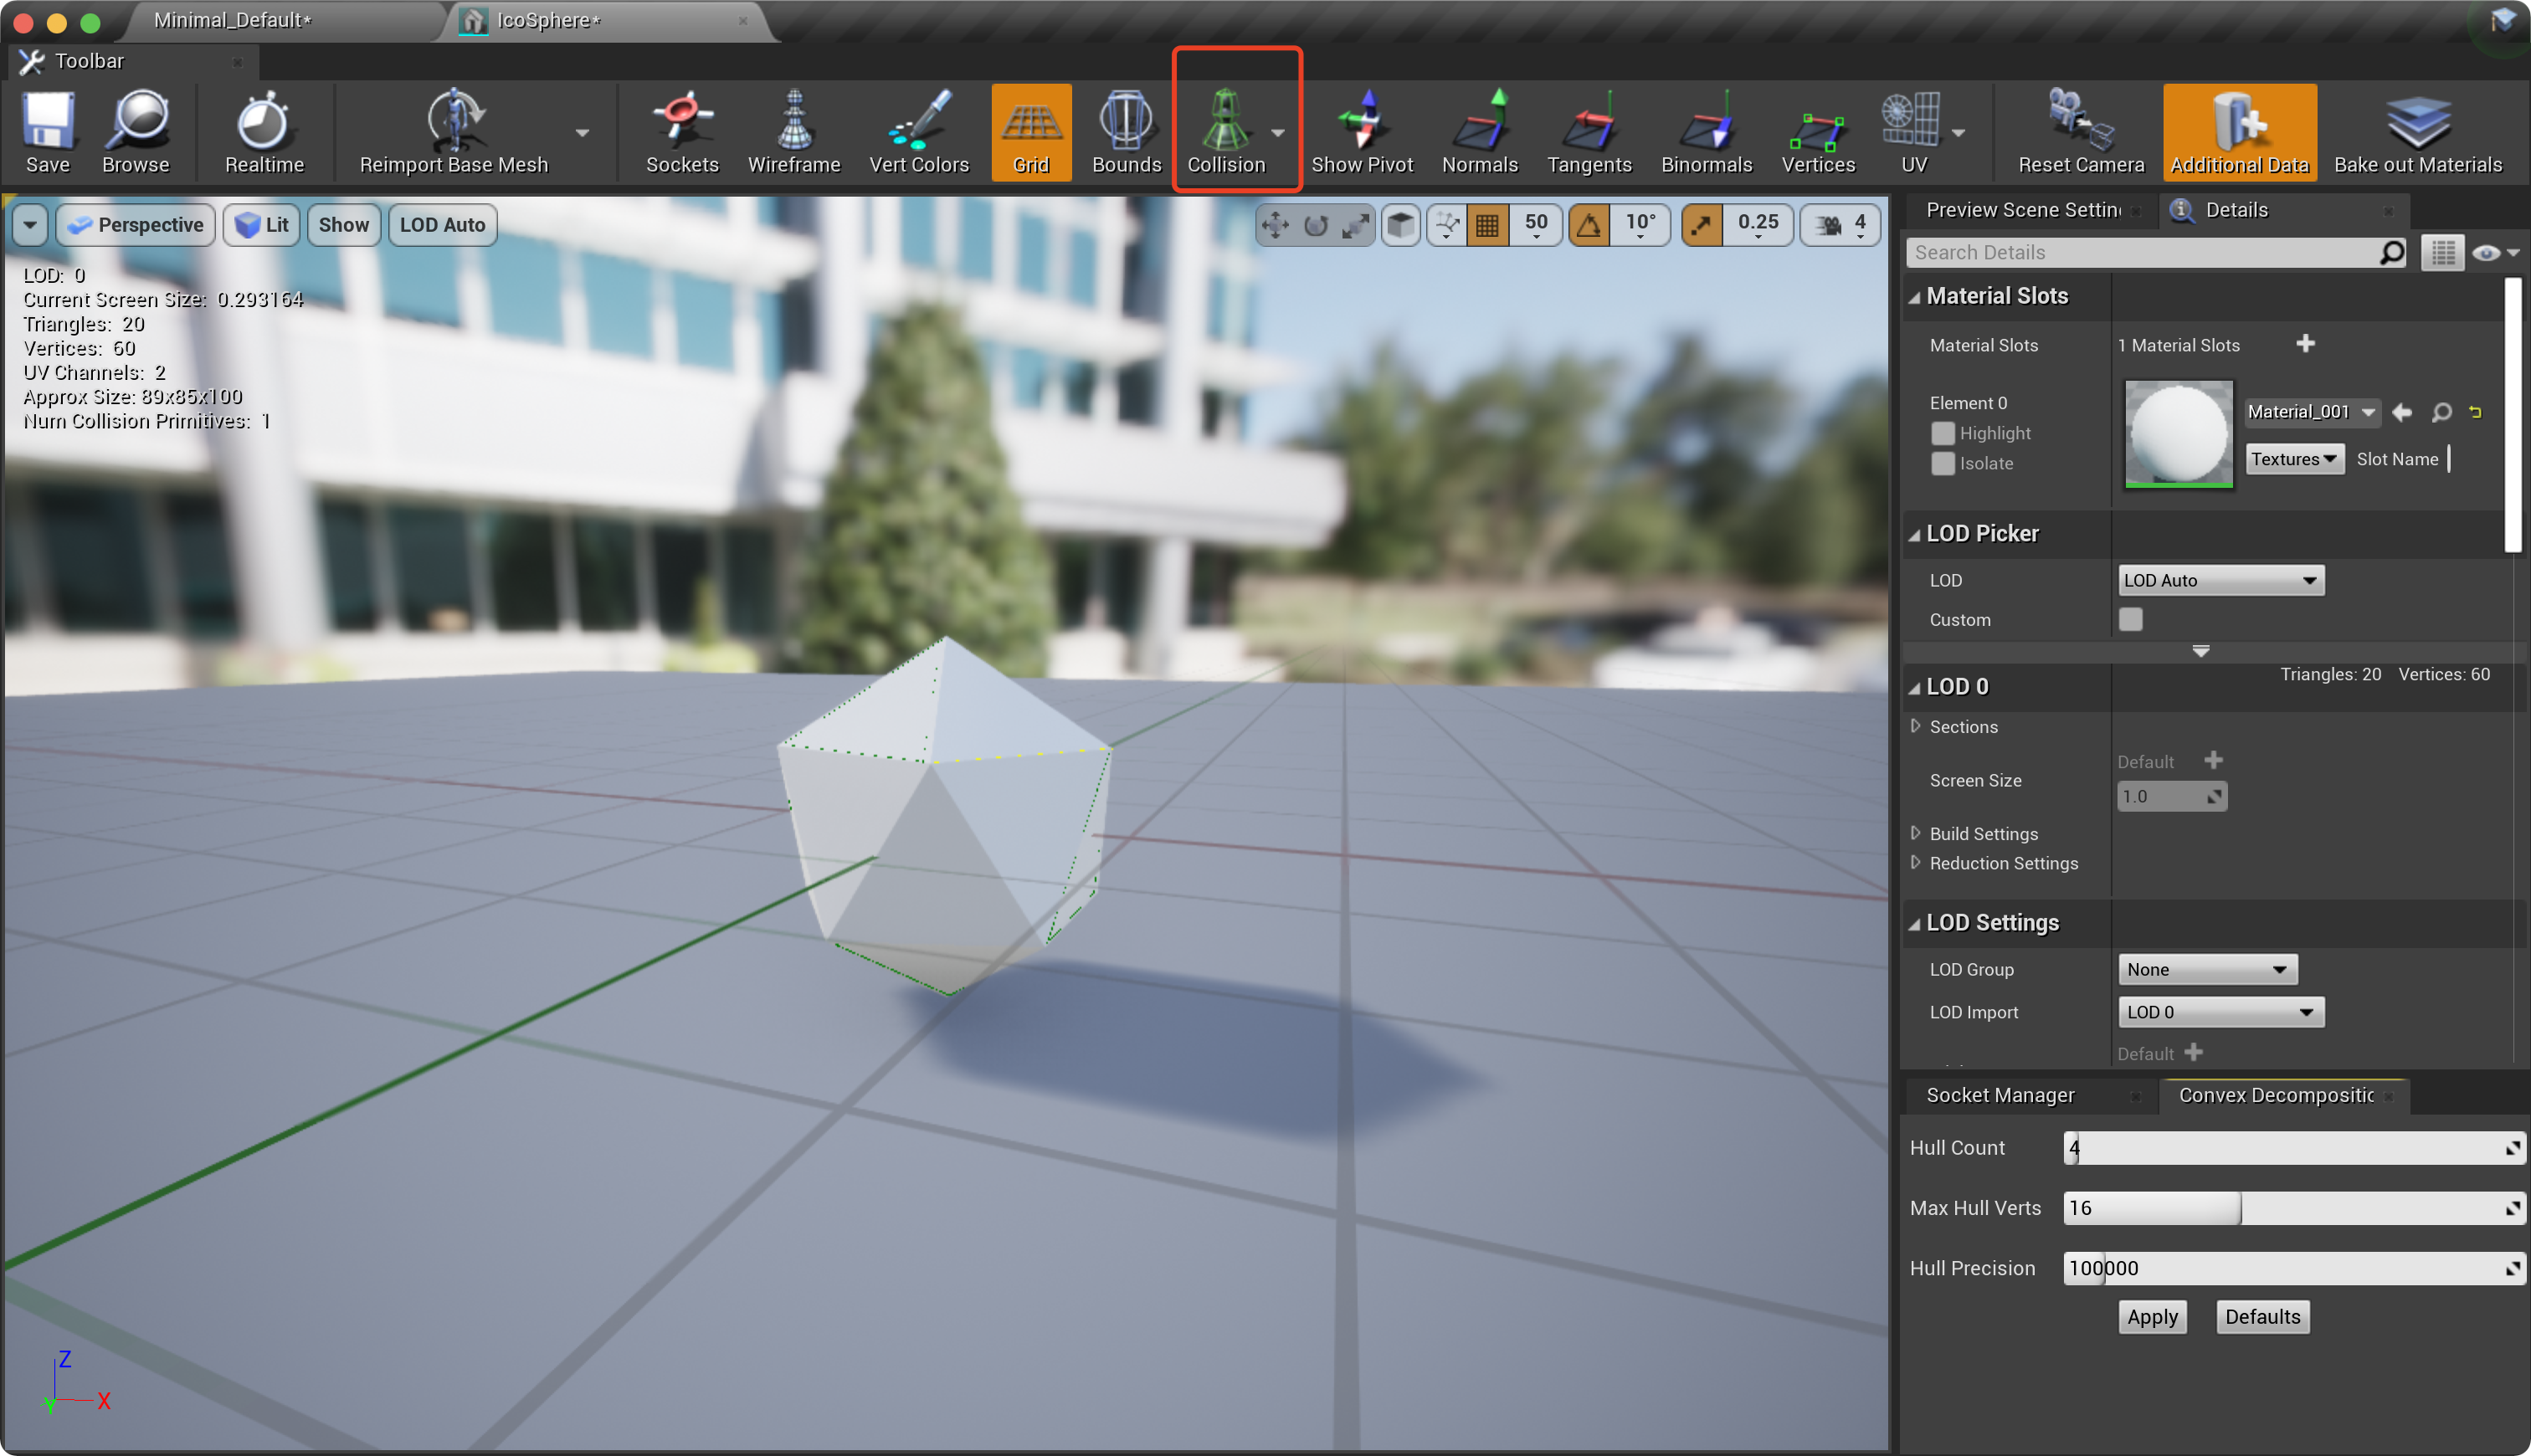 Minimal_Default*
IcoSphere*
Toolbar
Save
Browse
Realtime
Reimport Base Mesh
Sockets
Wireframe
Vert Colors
Grid
Bounds
Collision
Show Pivot
Normals
Tangents
Binormals
Vertices
UV
Reset Camera
Additional Data
Bake out Materials
Perspective
Lit
Show
LOD Auto
50
10°
0.25
4
LOD: 0
Current Screen Size: 0.293164
Triangles: 20
Vertices: 60
UV Channels: 2
Approx Size: 89x85x100
Num Collision Primitives: 1
Z
X
Y
Preview Scene Settin
Details
Search Details
Material Slots
Material Slots
1 Material Slots
Element 0
Highlight
Isolate
Material_001
Textures
Slot Name
LOD Picker
LOD
LOD Auto
Custom
LOD 0
Triangles: 20 Vertices: 60
Sections
Screen Size
Default
1.0
Build Settings
Reduction Settings
LOD Settings
LOD Group
None
LOD Import
LOD 0
Default
Socket Manager
Convex Decompositic
Hull Count
4
Max Hull Verts
16
Hull Precision
100000
Apply
Defaults